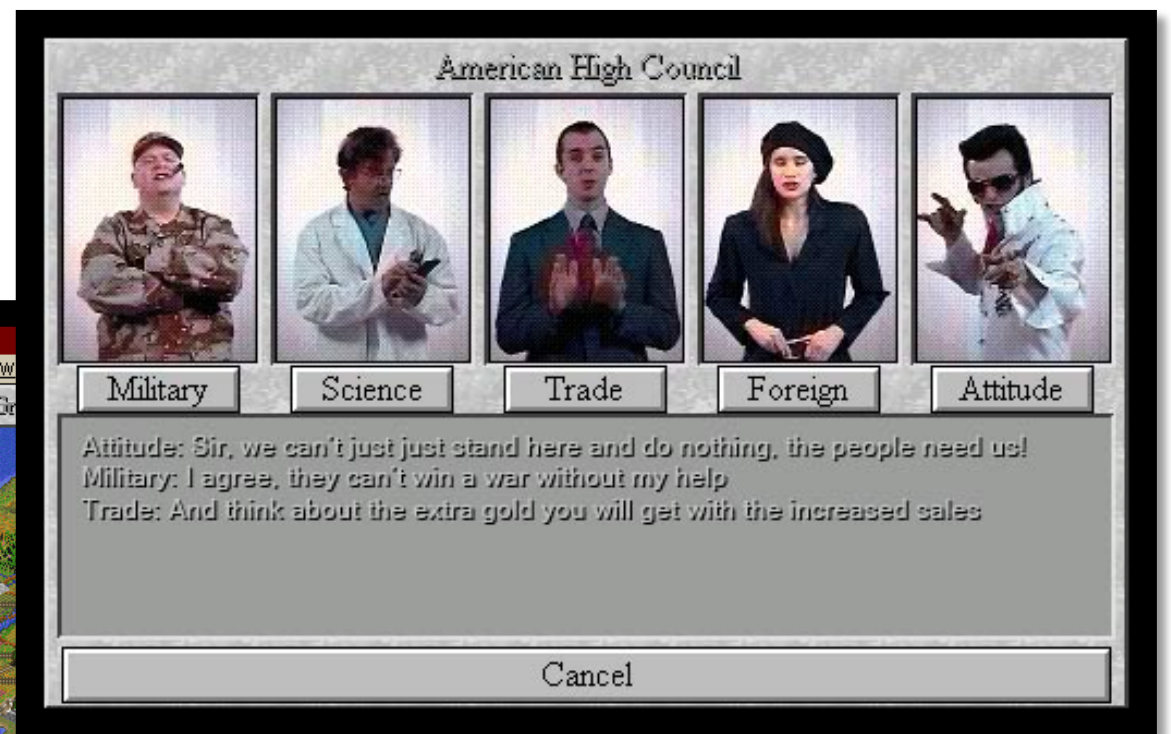 American High Council
Military
Science
Trade
Foreign
Attitude
Attitude: Sir, we can't just just stand here and do nothing, the people need us!
Military: I agree, they can't win a war without my help
Trade: And think about the extra gold you will get with the increased sales
Cancel